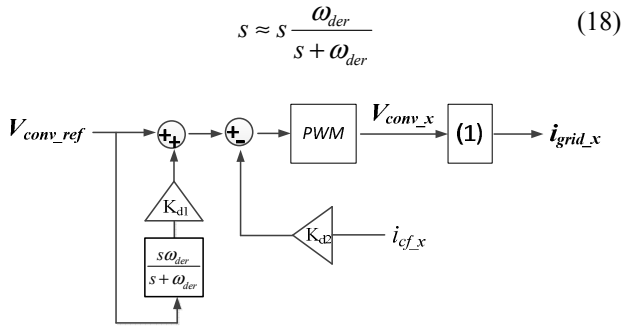 s ≈ s ω_der / (s + ω_der) (18)
V_conv_ref
+ +
+ -
PWM
V_conv_x
(1)
i_grid_x
K_d1
K_d2
i_cf_x
sω_der / (s + ω_der)